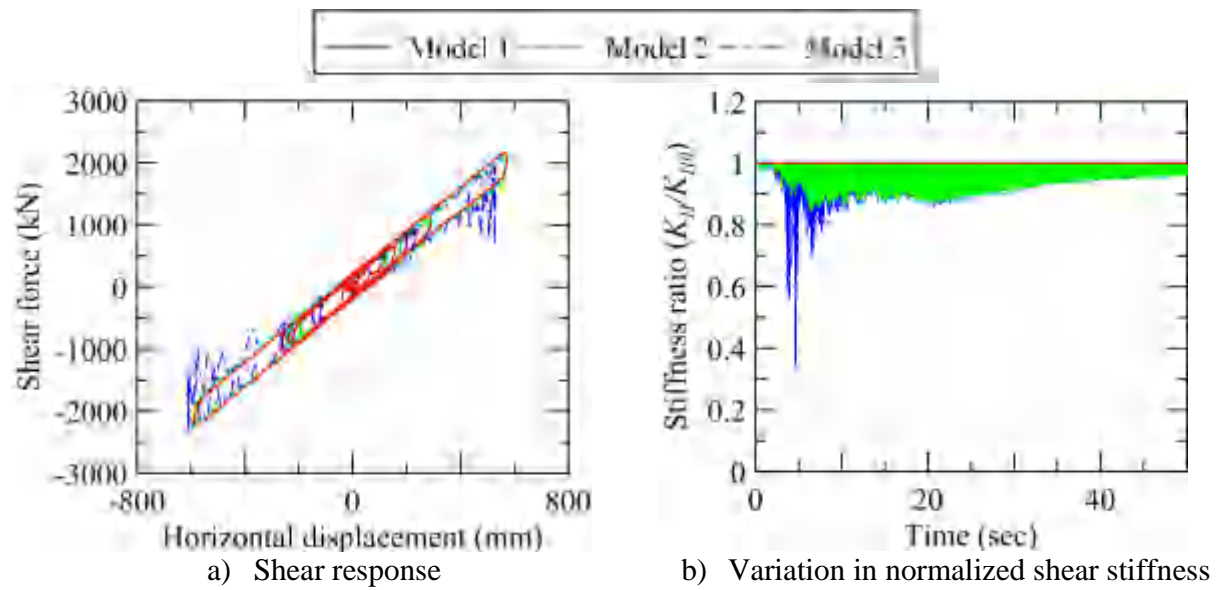 Model 1 Model 2 Model 3
3000
2000
1000
0
-1000
-2000
-3000
-800 0 800
Shear force (kN)
Horizontal displacement (mm)
1.2
1
0.8
0.6
0.4
0.2
0
0 20 40
Stiffness ratio (K_H/K_H0)
Time (sec)
a) Shear response
b) Variation in normalized shear stiffness